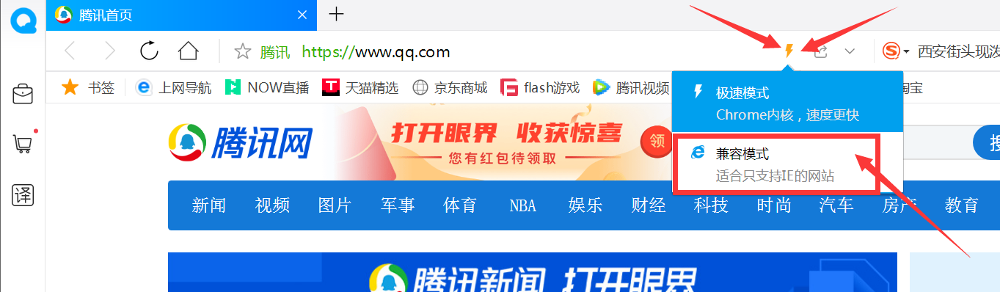 腾讯首页
腾讯 https://www.qq.com
西安街头现泼
书签 上网导航 NOW直播 天猫精选 京东商城 flash游戏 腾讯视频 淘宝
极速模式
Chrome内核，速度更快
兼容模式
适合只支持IE的网站
译
腾讯网
打开眼界 收获惊喜
您有红包待领取
领
搜
新闻 视频 图片 军事 体育 NBA 娱乐 财经 科技 时尚 汽车 房产 教育
腾讯新闻 打开眼界